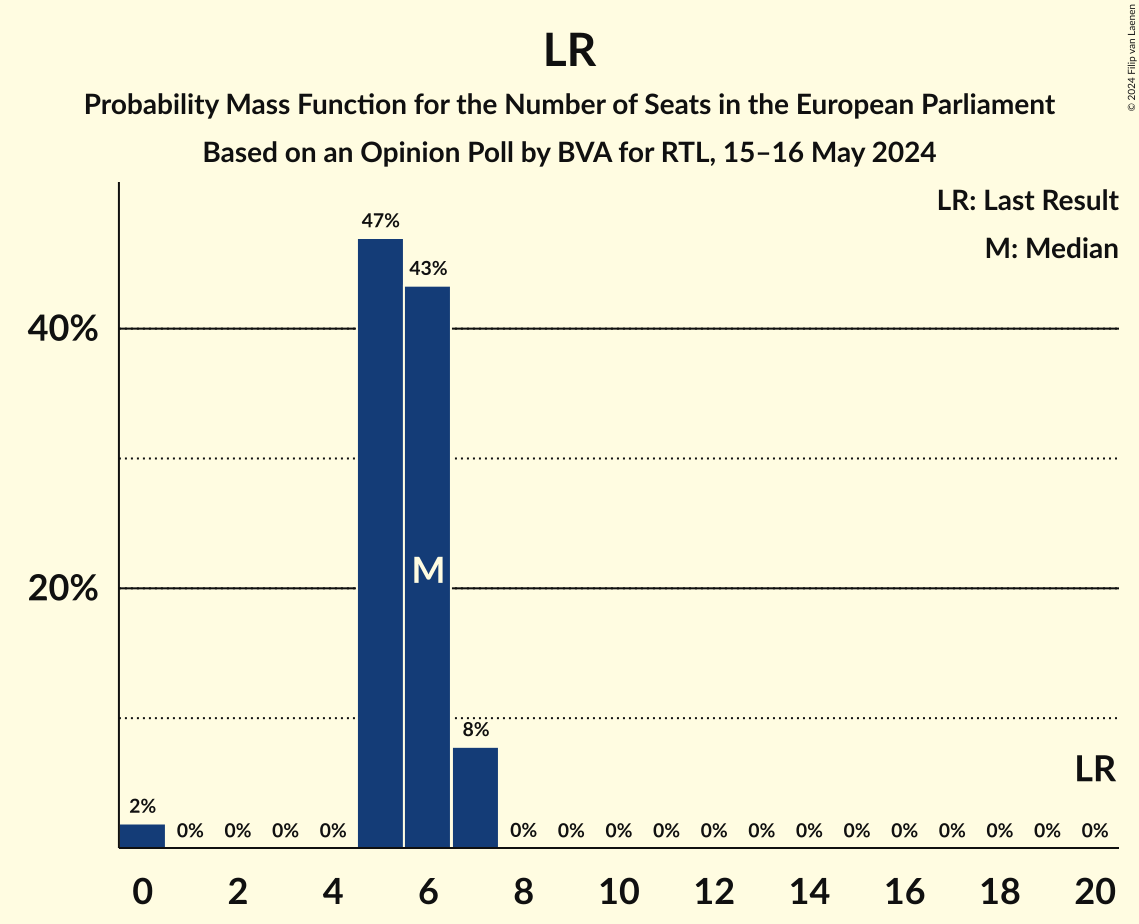 LR
Probability Mass Function for the Number of Seats in the European Parliament
Based on an Opinion Poll by BVA for RTL, 15–16 May 2024
© 2024 Filip van Laenen
LR: Last Result
M: Median
47%
43%
40%
M
20%
8%
LR
2% 0% 0% 0% 0% 0% 0% 0% 0% 0% 0% 0% 0% 0% 0% 0% 0% 0%
0 2 4 6 8 10 12 14 16 18 20